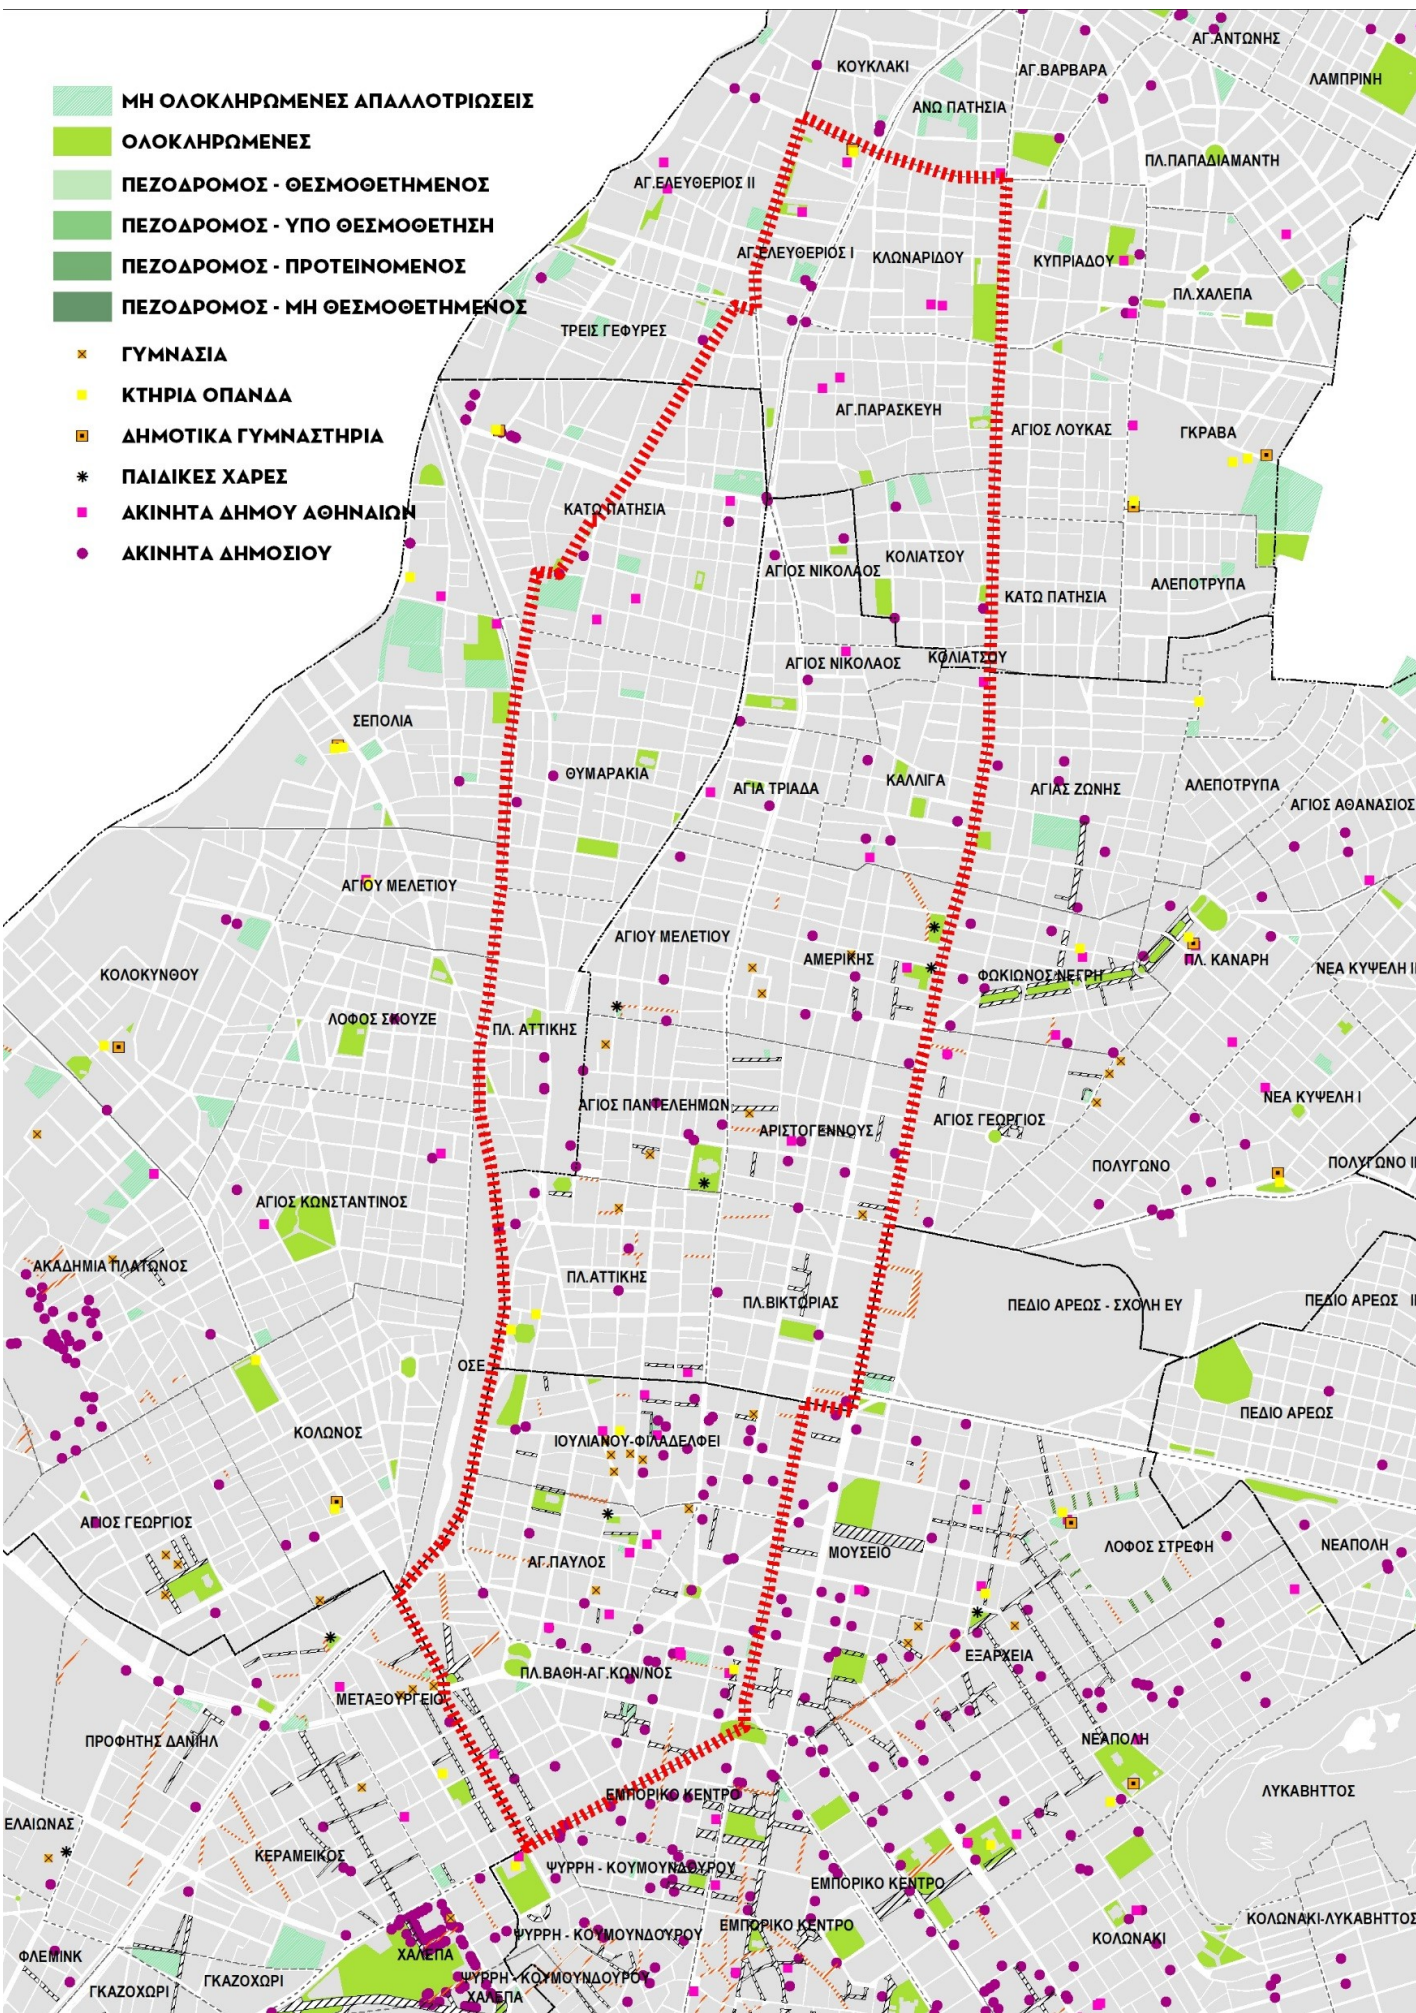 ΜΗ ΟΛΟΚΛΗΡΩΜΕΝΕΣ ΑΠΑΛΛΟΤΡΙΩΣΕΙΣ
ΟΛΟΚΛΗΡΩΜΕΝΕΣ
ΠΕΖΟΔΡΟΜΟΣ - ΘΕΣΜΟΘΕΤΗΜΕΝΟΣ
ΠΕΖΟΔΡΟΜΟΣ - ΥΠΟ ΘΕΣΜΟΘΕΤΗΣΗ
ΠΕΖΟΔΡΟΜΟΣ - ΠΡΟΤΕΙΝΟΜΕΝΟΣ
ΠΕΖΟΔΡΟΜΟΣ - ΜΗ ΘΕΣΜΟΘΕΤΗΜΕΝΟΣ
ΓΥΜΝΑΣΙΑ
ΚΤΗΡΙΑ ΟΠΑΝΔΑ
ΔΗΜΟΤΙΚΑ ΓΥΜΝΑΣΤΗΡΙΑ
ΠΑΙΔΙΚΕΣ ΧΑΡΕΣ
ΑΚΙΝΗΤΑ ΔΗΜΟΥ ΑΘΗΝΑΙΩΝ
ΑΚΙΝΗΤΑ ΔΗΜΟΣΙΟΥ
ΑΓ.ΑΝΤΩΝΗΣ
ΚΟΥΚΛΑΚΙ
ΑΓ.ΒΑΡΒΑΡΑ
ΛΑΜΠΡΙΝΗ
ΑΝΩ ΠΑΤΗΣΙΑ
ΠΛ.ΠΑΠΑΔΙΑΜΑΝΤΗ
ΑΓ.ΕΛΕΥΘΕΡΙΟΣ ΙΙ
ΑΓ.ΕΛΕΥΘΕΡΙΟΣ Ι
ΚΛΩΝΑΡΙΔΟΥ
ΚΥΠΡΙΑΔΟΥ
ΠΛ.ΧΑΛΕΠΑ
ΤΡΕΙΣ ΓΕΦΥΡΕΣ
ΑΓ.ΠΑΡΑΣΚΕΥΗ
ΑΓΙΟΣ ΛΟΥΚΑΣ
ΓΚΡΑΒΑ
ΚΑΤΩ ΠΑΤΗΣΙΑ
ΑΓΙΟΣ ΝΙΚΟΛΑΟΣ
ΚΟΛΙΑΤΣΟΥ
ΚΑΤΩ ΠΑΤΗΣΙΑ
ΑΛΕΠΟΤΡΥΠΑ
ΑΓΙΟΣ ΝΙΚΟΛΑΟΣ
ΚΟΛΙΑΤΣΟΥ
ΣΕΠΟΛΙΑ
ΘΥΜΑΡΑΚΙΑ
ΑΓΙΑ ΤΡΙΑΔΑ
ΚΑΛΛΙΓΑ
ΑΓΙΑΣ ΖΩΝΗΣ
ΑΛΕΠΟΤΡΥΠΑ
ΑΓΙΟΣ ΑΘΑΝΑΣΙΟΣ
ΑΓΙΟΥ ΜΕΛΕΤΙΟΥ
ΑΓΙΟΥ ΜΕΛΕΤΙΟΥ
ΑΜΕΡΙΚΗΣ
ΦΩΚΙΩΝΟΣ ΝΕΓΡΗ
ΠΛ. ΚΑΝΑΡΗ
ΝΕΑ ΚΥΨΕΛΗ ΙΙ
ΚΟΛΟΚΥΝΘΟΥ
ΛΟΦΟΣ ΣΚΟΥΖΕ
ΠΛ. ΑΤΤΙΚΗΣ
ΑΓΙΟΣ ΠΑΝΤΕΛΕΗΜΩΝ
ΑΡΙΣΤΟΓΕΝΝΟΥΣ
ΑΓΙΟΣ ΓΕΩΡΓΙΟΣ
ΝΕΑ ΚΥΨΕΛΗ Ι
ΠΟΛΥΓΩΝΟ
ΠΟΛΥΓΩΝΟ ΙΙ
ΑΓΙΟΣ ΚΩΝΣΤΑΝΤΙΝΟΣ
ΑΚΑΔΗΜΙΑ ΠΛΑΤΩΝΟΣ
ΠΛ.ΑΤΤΙΚΗΣ
ΠΛ.ΒΙΚΤΩΡΙΑΣ
ΠΕΔΙΟ ΑΡΕΩΣ - ΣΧΟΛΗ ΕΥ
ΠΕΔΙΟ ΑΡΕΩΣ
ΟΣΕ
ΠΕΔΙΟ ΑΡΕΩΣ
ΚΟΛΩΝΟΣ
ΙΟΥΛΙΑΝΟΥ-ΦΙΛΑΔΕΛΦΕΙ
ΑΓΙΟΣ ΓΕΩΡΓΙΟΣ
ΑΓ.ΠΑΥΛΟΣ
ΜΟΥΣΕΙΟ
ΛΟΦΟΣ ΣΤΡΕΦΗ
ΝΕΑΠΟΛΗ
ΕΞΑΡΧΕΙΑ
ΠΛ.ΒΑΘΗ-ΑΓ.ΚΩΝ/ΝΟΣ
ΜΕΤΑΞΟΥΡΓΕΙΟ
ΠΡΟΦΗΤΗΣ ΔΑΝΙΗΛ
ΝΕΑΠΟΛΗ
ΛΥΚΑΒΗΤΤΟΣ
ΕΜΠΟΡΙΚΟ ΚΕΝΤΡΟ
ΕΛΑΙΩΝΑΣ
ΚΕΡΑΜΕΙΚΟΣ
ΨΥΡΡΗ - ΚΟΥΜΟΥΝΔΟΥΡΟΥ
ΕΜΠΟΡΙΚΟ ΚΕΝΤΡΟ
ΚΟΛΩΝΑΚΙ-ΛΥΚΑΒΗΤΤΟΣ
ΕΜΠΟΡΙΚΟ ΚΕΝΤΡΟ
ΨΥΡΡΗ - ΚΟΥΜΟΥΝΔΟΥΡΟΥ
ΚΟΛΩΝΑΚΙ
ΦΛΕΜΙΝΚ
ΧΑΛΕΠΑ
ΓΚΑΖΟΧΩΡΙ
ΓΚΑΖΟΧΩΡΙ
ΨΥΡΡΗ - ΚΟΥΜΟΥΝΔΟΥΡΟΥ
ΧΑΛΕΠΑ